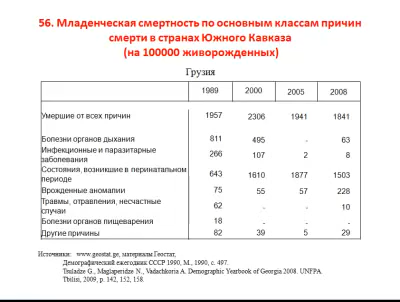 56. Младенческая смертность по основным классам причин
смерти в странах Южного Кавказа
(на 100000 живорожденных)
Грузия
1989 2000 2005 2008
Умершие от всех причин 1957 2306 1941 1841
Болезни органов дыхания 811 495 - 63
Инфекционные и паразитарные
заболевания 266 107 2 8
Состояния, возникшие в перинатальном
периоде 643 1610 1877 1503
Врожденные аномалии 75 55 57 228
Травмы, отравления, несчастные
случаи 62 - - 10
Болезни органов пищеварения 18 - - -
Другие причины 82 39 5 29
Источники: www.geostat.ge, материалы Геостат,
Демографический ежегодник СССР 1990, М., 1990, с. 497.
Tsuladze G., Maglaperidze N., Vadachkoria A. Demographic Yearbook of Georgia 2008. UNFPA.
Tbilisi, 2009, p. 142, 152, 158.